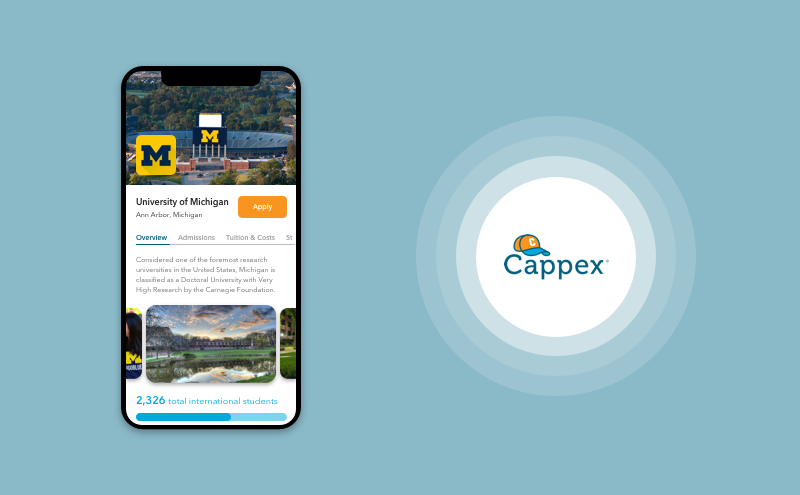 M
M
University of Michigan
Ann Arbor, Michigan
Apply
Overview Admissions Tuition & Costs St
Considered one of the foremost research
universities in the United States, Michigan is
classified as a Doctoral University with Very
High Research by the Carnegie Foundation.
M
2,326 total international students
C
Cappex